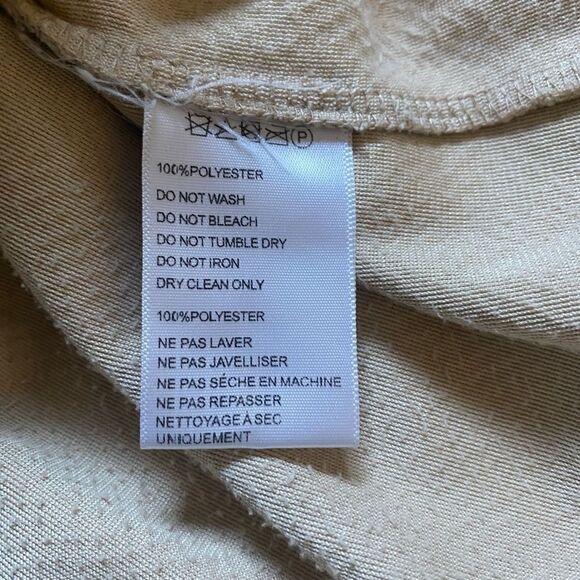 P
100%POLYESTER
DO NOT WASH
DO NOT BLEACH
DO NOT TUMBLE DRY
DO NOT IRON
DRY CLEAN ONLY
100%POLYESTER
NE PAS LAVER
NE PAS JAVELLISER
NE PAS SÉCHE EN MACHINE
NE PAS REPASSER
NETTOYAGE À SEC
UNIQUEMENT